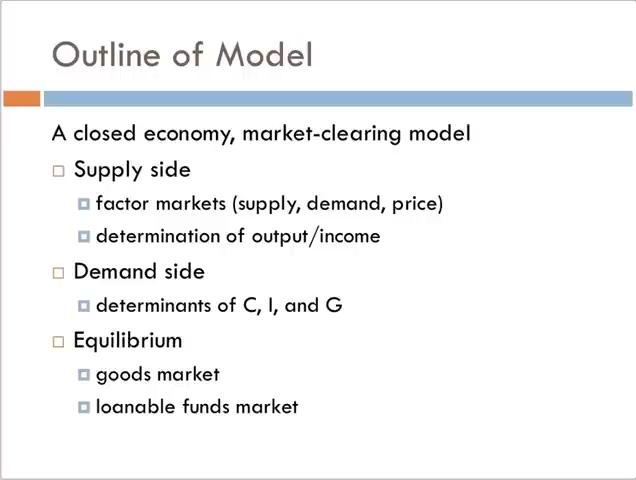 Outline of Model
A closed economy, market-clearing model
Supply side
factor markets (supply, demand, price)
determination of output/income
Demand side
determinants of C, I, and G
Equilibrium
goods market
loanable funds market